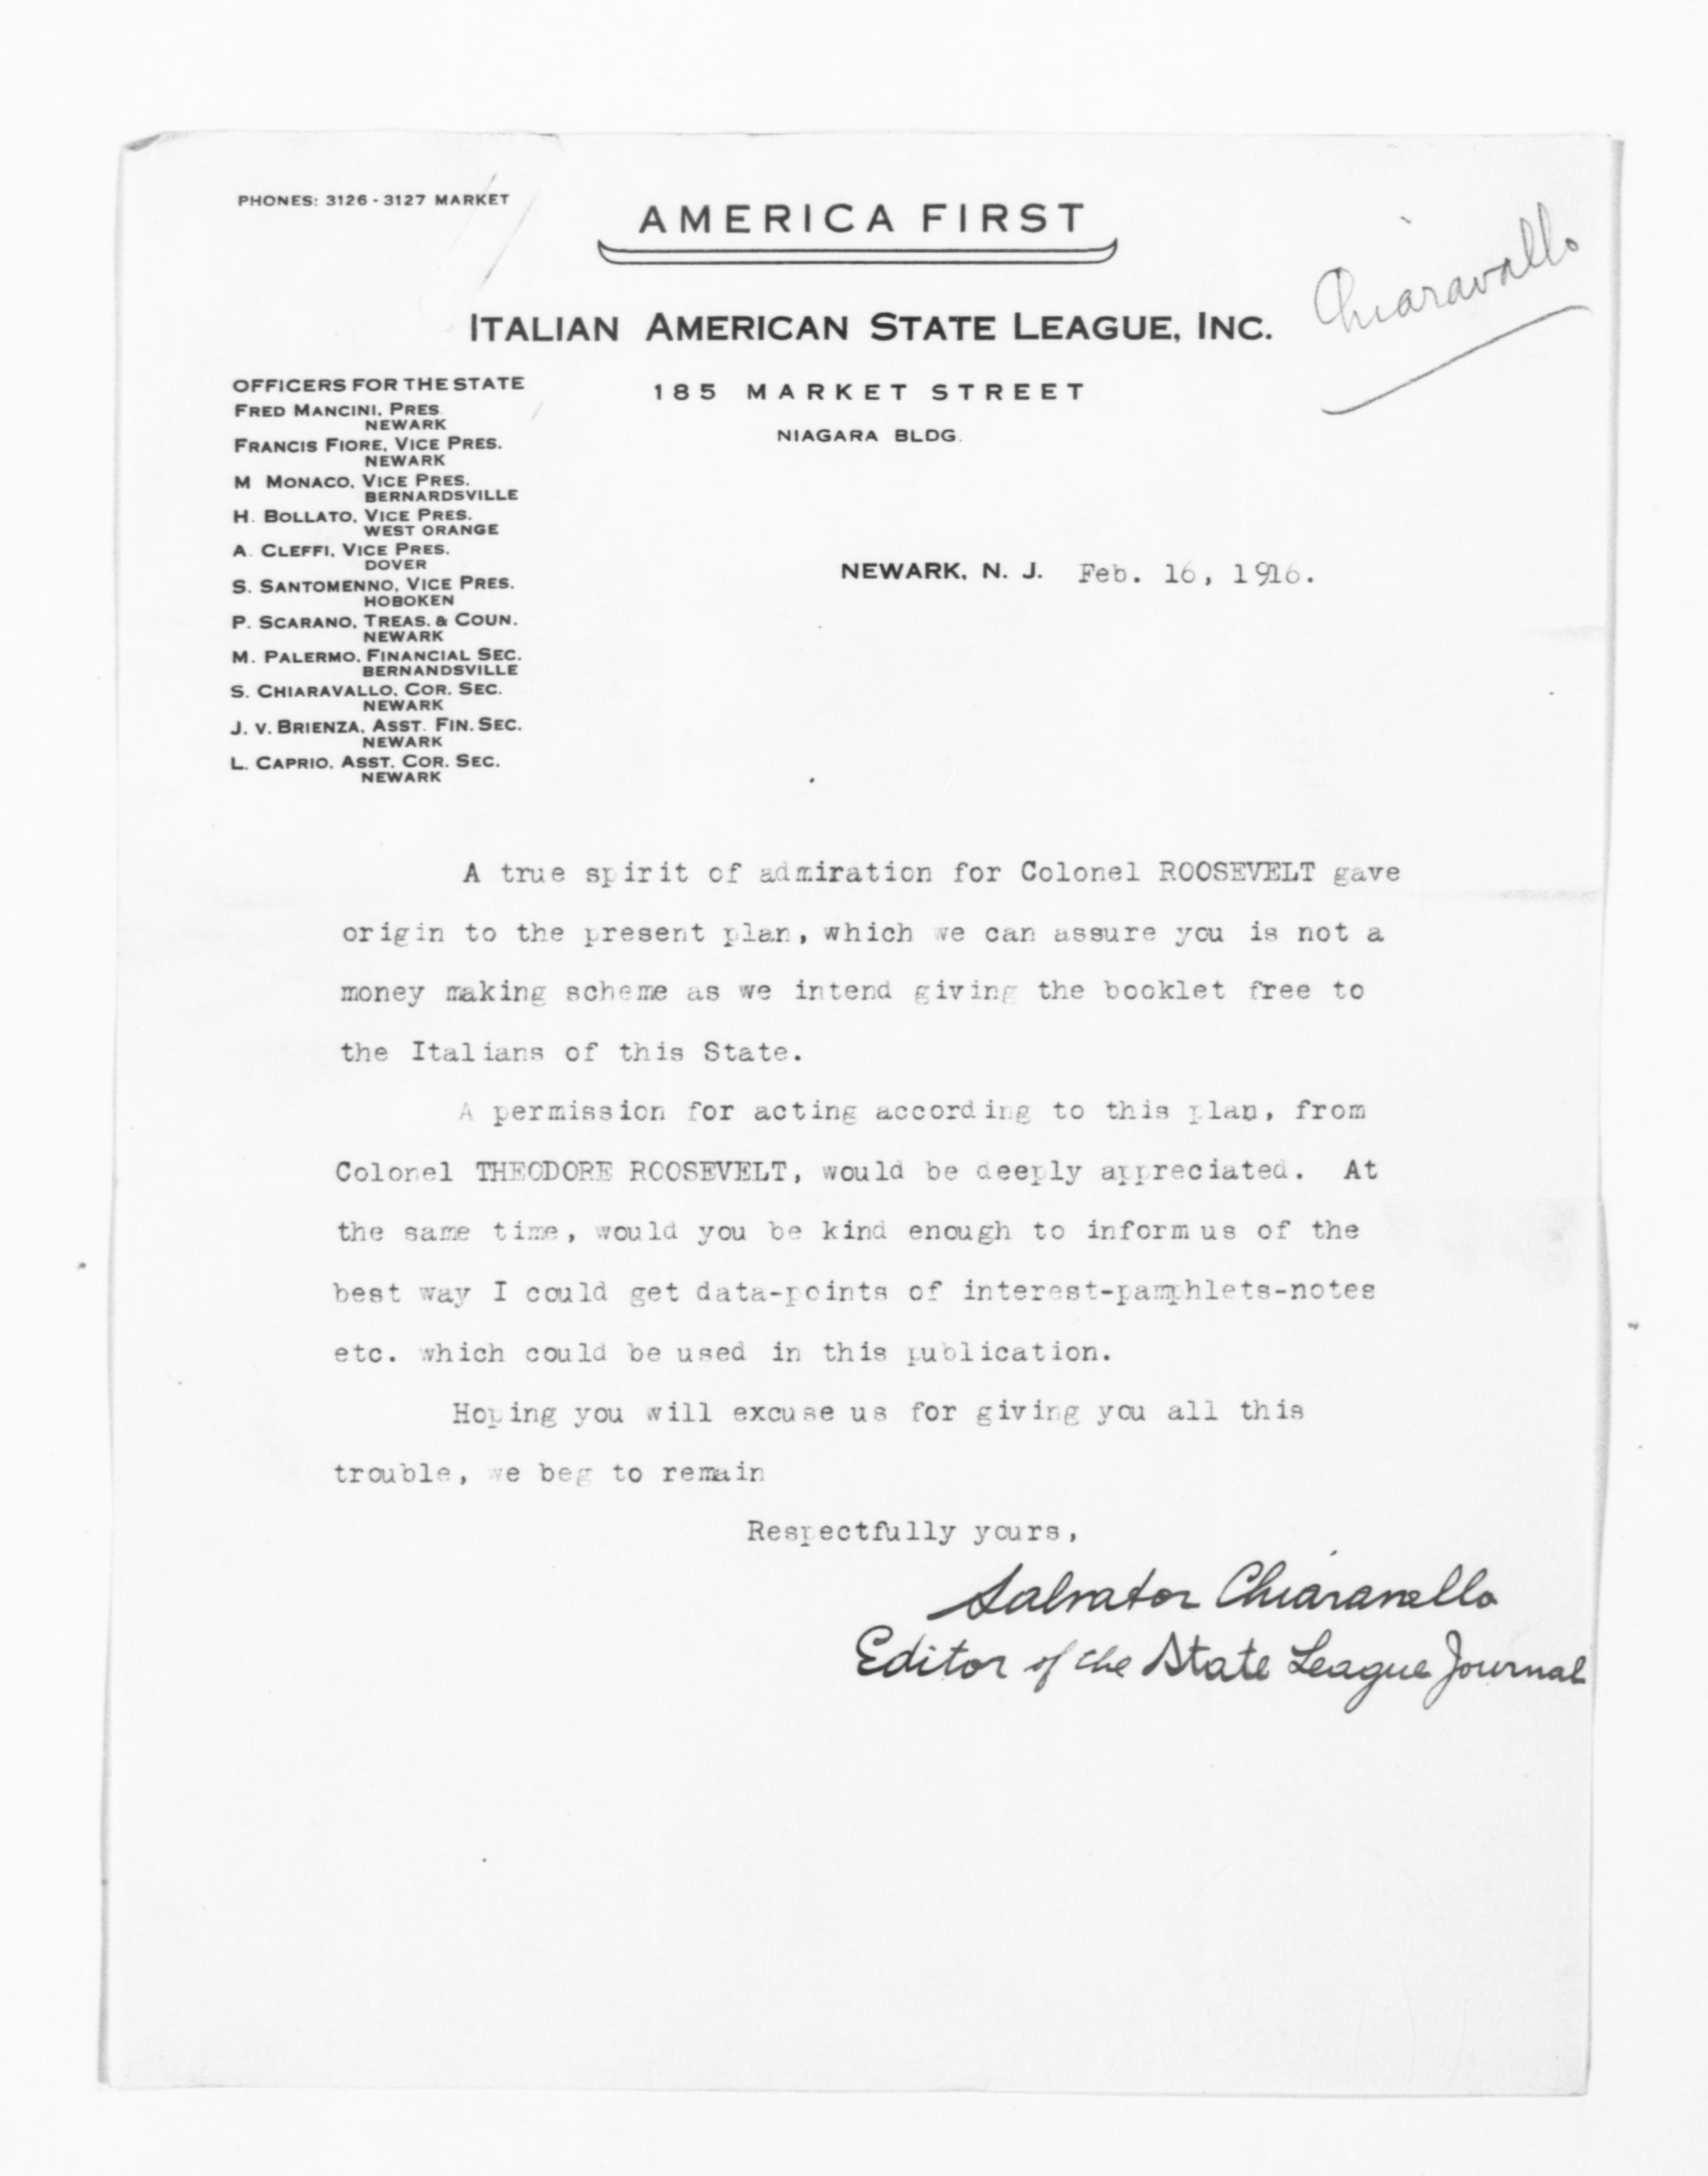 PHONES: 3126 - 3127 MARKET
AMERICA FIRST
Chiaravallo
ITALIAN AMERICAN STATE LEAGUE, INC.
185 MARKET STREET
NIAGARA BLDG.
OFFICERS FOR THE STATE
FRED MANCINI, PRES.
NEWARK
FRANCIS FIORE, VICE PRES.
NEWARK
M MONACO, VICE PRES.
BERNARDSVILLE
H. BOLLATO, VICE PRES.
WEST ORANGE
A. CLEFFI, VICE PRES.
DOVER
S. SANTOMENNO, VICE PRES.
HOBOKEN
P. SCARANO, TREAS. & COUN.
NEWARK
M. PALERMO, FINANCIAL SEC.
BERNANDSVILLE
S. CHIARAVALLO, COR. SEC.
NEWARK
J. V. BRIENZA, ASST. FIN. SEC.
NEWARK
L. CAPRIO, ASST. COR. SEC.
NEWARK
NEWARK, N. J. Feb. 16, 1916.
A true spirit of admiration for Colonel ROOSEVELT gave
origin to the present plan, which we can assure you is not a
money making scheme as we intend giving the booklet free to
the Italians of this State.
A permission for acting according to this plan, from
Colonel THEODORE ROOSEVELT, would be deeply appreciated. At
the same time, would you be kind enough to inform us of the
best way I could get data-points of interest-pamphlets-notes
etc. which could be used in this publication.
Hoping you will excuse us for giving you all this
trouble, we beg to remain
Respectfully yours,
Salvator Chiaravallo
Editor of the State League Journal